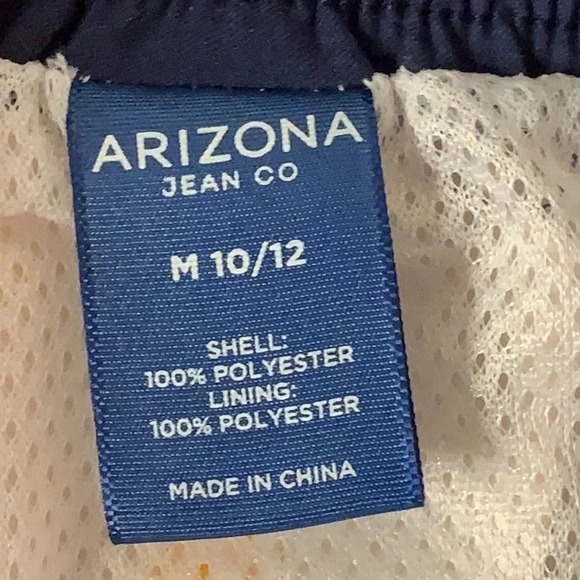 ARIZONA
JEAN CO
M 10/12
SHELL:
100% POLYESTER
LINING:
100% POLYESTER
MADE IN CHINA